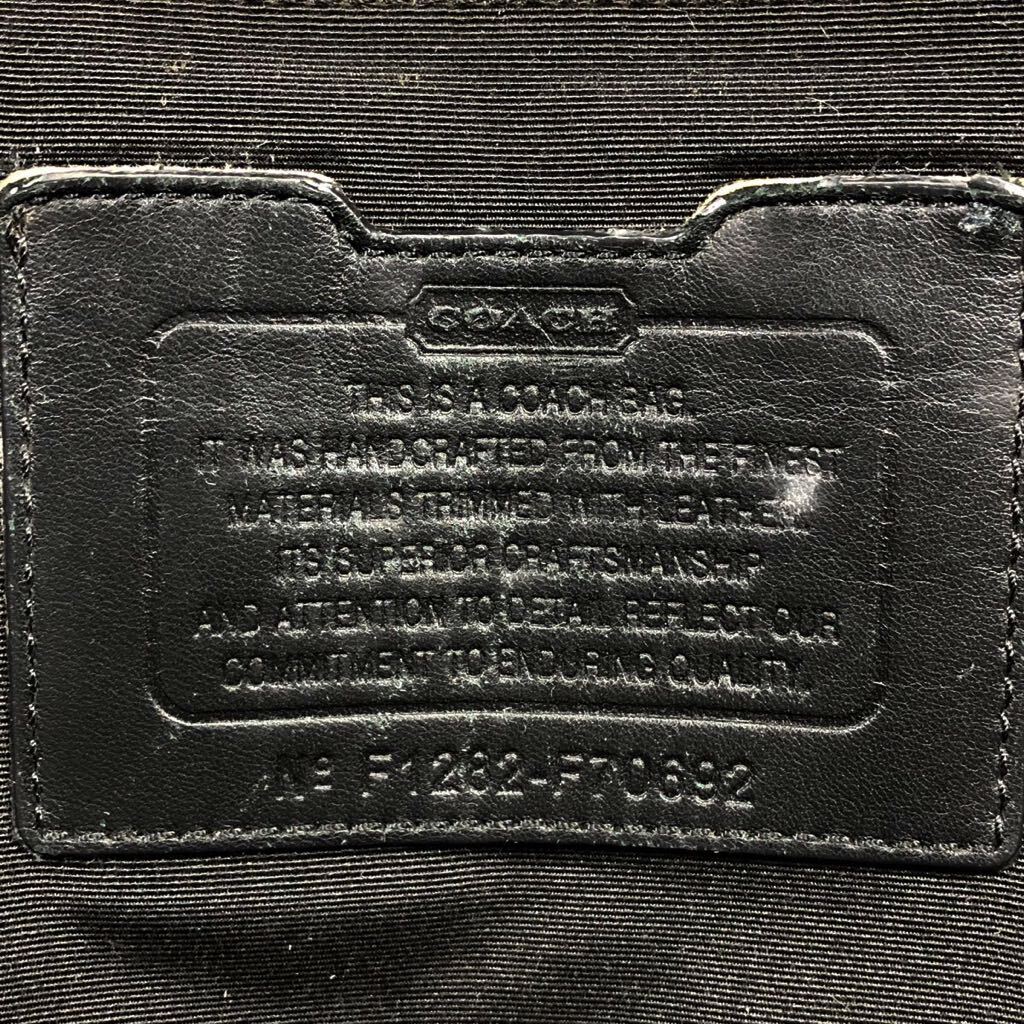 COACH
THIS IS A COACH BAG.
IT WAS HANDCRAFTED FROM THE FINEST
MATERIALS TRIMMED WITH LEATHER.
ITS SUPERIOR CRAFTSMANSHIP
AND ATTENTION TO DETAIL REFLECT OUR
COMMITMENT TO ENDURING QUALITY.
Nº F1282-F70692